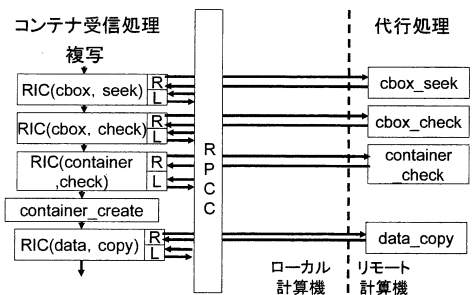 コンテナ受信処理
代行処理
複写
RIC(cbox, seek)
R
L
cbox_seek
RIC(cbox, check)
R
L
cbox_check
RIC(container
,check)
R
L
container
_check
RPCC
container_create
RIC(data, copy)
R
L
data_copy
ローカル
計算機
リモート
計算機